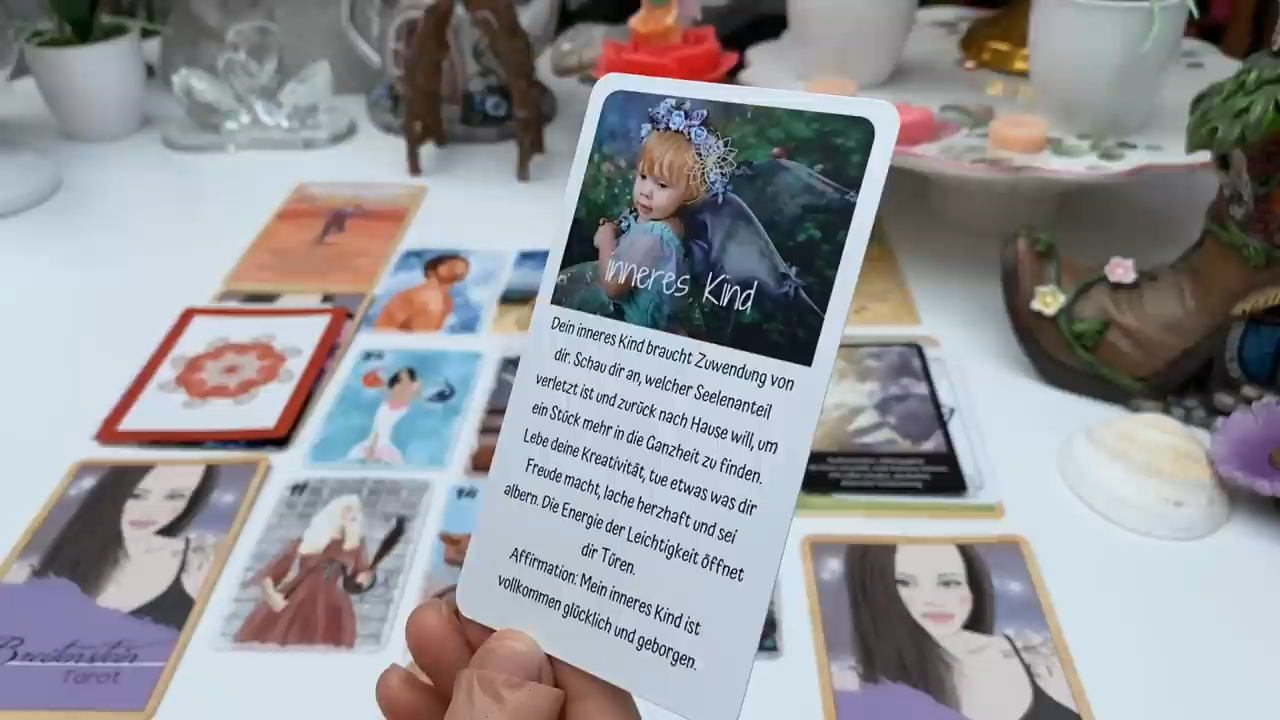 inneres Kind
Dein inneres Kind braucht Zuwendung von
dir. Schau dir an, welcher Seelenanteil
verletzt ist und zurück nach Hause will, um
ein Stück mehr in die Ganzheit zu finden.
Lebe deine Kreativität, tue etwas was dir
Freude macht, lache herzhaft und sei
albern. Die Energie der Leichtigkeit öffnet
dir Türen.
Affirmation: Mein inneres Kind ist
vollkommen glücklich und geborgen.
Breitenstein
Tarot